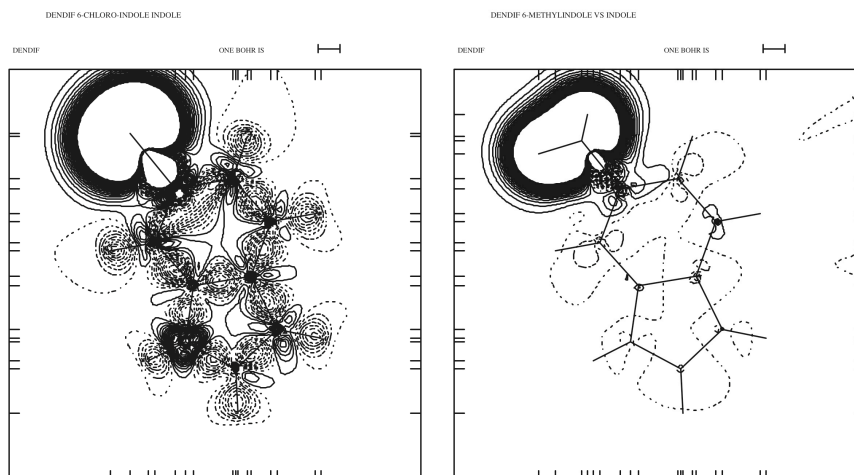 DENDIF 6-CHLORO-INDOLE INDOLE
DENDIF ONE BOHR IS
DENDIF 6-METHYLINDOLE VS INDOLE
DENDIF ONE BOHR IS